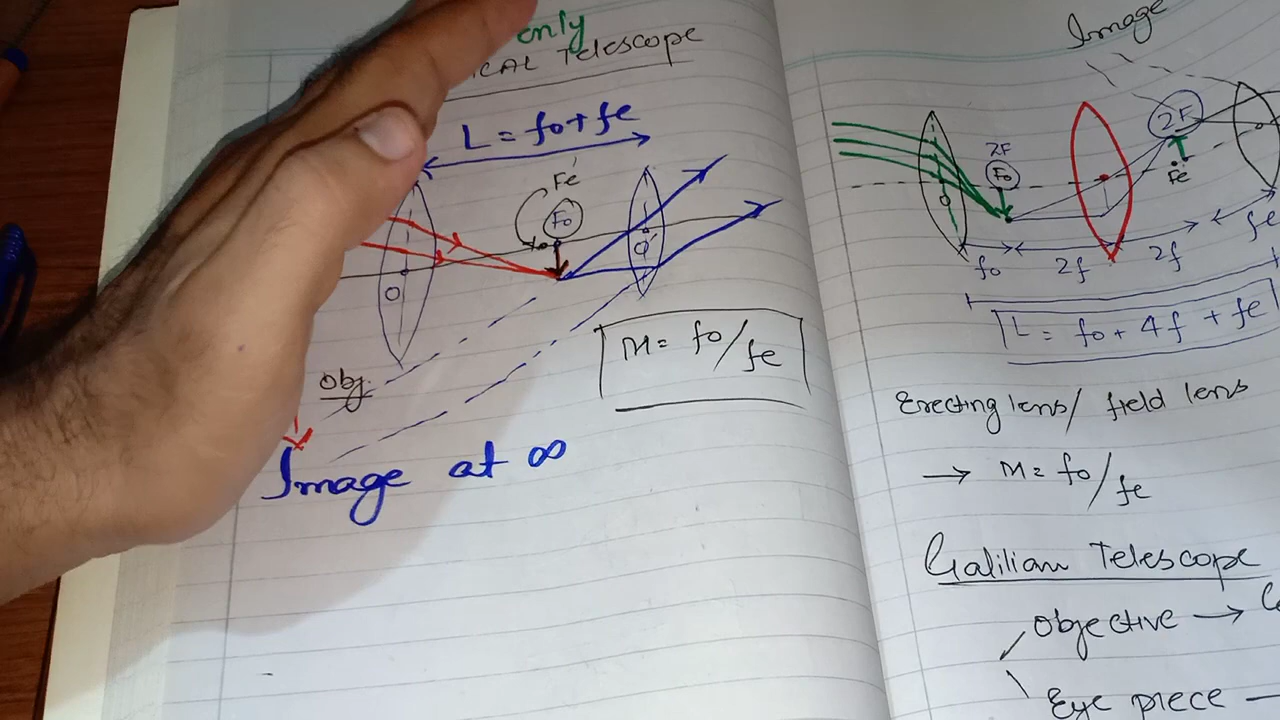 only
ICAL Telescope
L = fo + fe
Fe'
Fo
O
O'
Obj.
M = fo/fe
Image at ∞
Image
2F
Fo
2F
Fe
O
O
fo
2f
2f
fe
L = fo + 4f + fe
Erecting lens/ field lens
→ M = fo/fe
Galilian Telescope
Objective →
Eye piece –